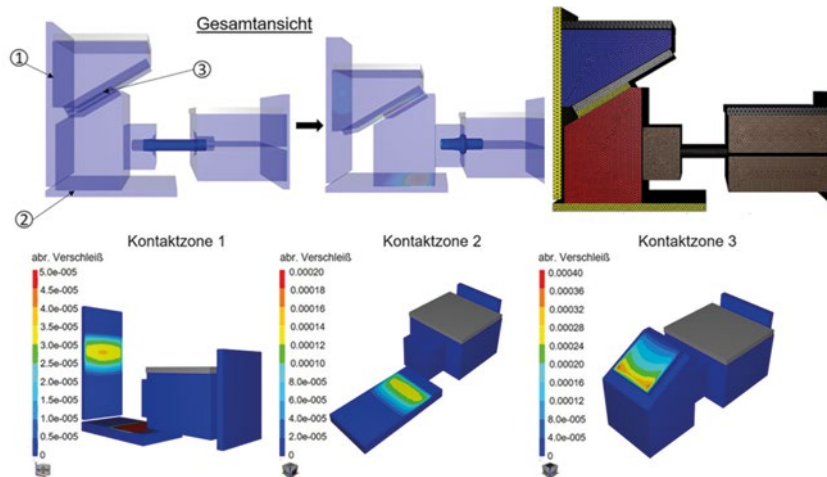 Gesamtansicht
①
③
②
Kontaktzone 1
abr. Verschleiß
5.0e-005
4.5e-005
4.0e-005
3.5e-005
3.0e-005
2.5e-005
2.0e-005
1.5e-005
1.0e-005
5.0e-005
0
Kontaktzone 2
abr. Verschleiß
0.00020
0.00018
0.00016
0.00014
0.00012
0.00010
8.0e-005
6.0e-005
4.0e-005
2.0e-005
0
Kontaktzone 3
abr. Verschleiß
0.00040
0.00036
0.00032
0.00028
0.00024
0.00020
0.00016
0.00012
8.0e-005
4.0e-005
0